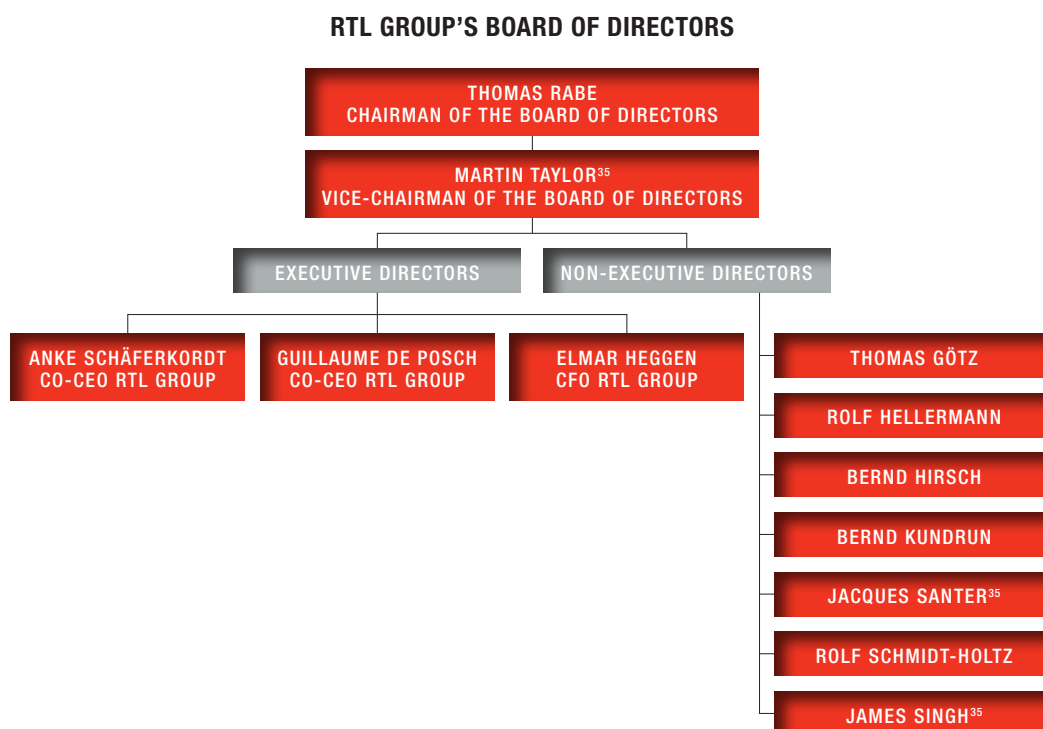 RTL GROUP'S BOARD OF DIRECTORS
THOMAS RABE
CHAIRMAN OF THE BOARD OF DIRECTORS
MARTIN TAYLOR³⁵
VICE-CHAIRMAN OF THE BOARD OF DIRECTORS
EXECUTIVE DIRECTORS
NON-EXECUTIVE DIRECTORS
ANKE SCHÄFERKORDT
CO-CEO RTL GROUP
GUILLAUME DE POSCH
CO-CEO RTL GROUP
ELMAR HEGGEN
CFO RTL GROUP
THOMAS GÖTZ
ROLF HELLERMANN
BERND HIRSCH
BERND KUNDRUN
JACQUES SANTER³⁵
ROLF SCHMIDT-HOLTZ
JAMES SINGH³⁵